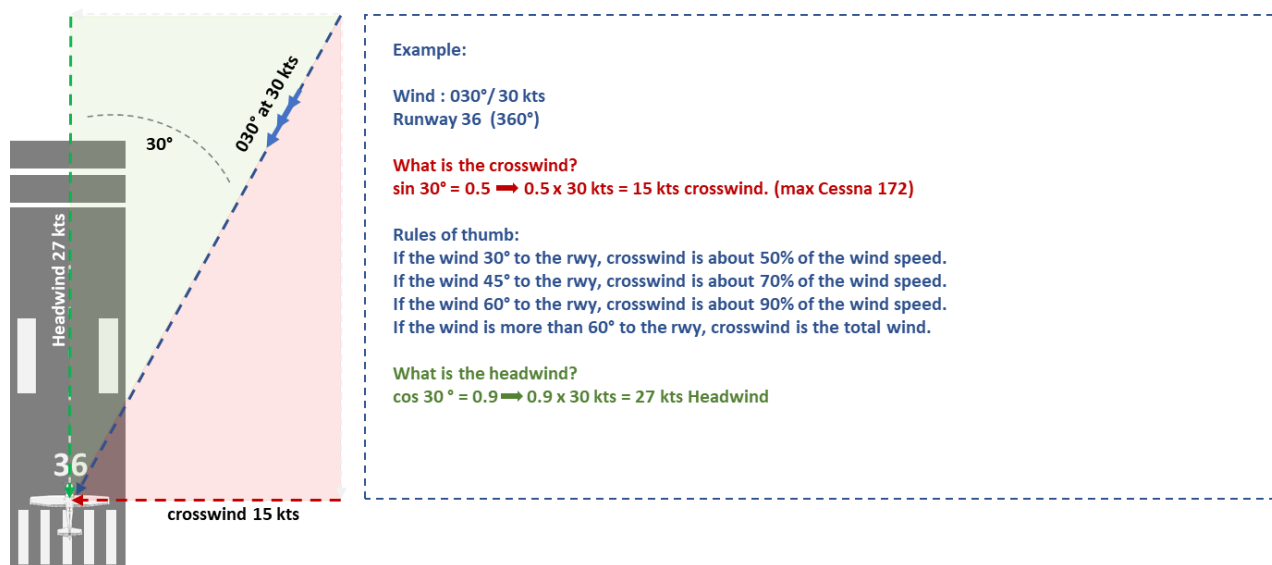 030° at 30 kts
30°
Headwind 27 kts
36
crosswind 15 kts
Example:
Wind : 030°/ 30 kts
Runway 36 (360°)
What is the crosswind?
sin 30° = 0.5 ➡ 0.5 x 30 kts = 15 kts crosswind. (max Cessna 172)
Rules of thumb:
If the wind 30° to the rwy, crosswind is about 50% of the wind speed.
If the wind 45° to the rwy, crosswind is about 70% of the wind speed.
If the wind 60° to the rwy, crosswind is about 90% of the wind speed.
If the wind is more than 60° to the rwy, crosswind is the total wind.
What is the headwind?
cos 30 ° = 0.9 ➡ 0.9 x 30 kts = 27 kts Headwind